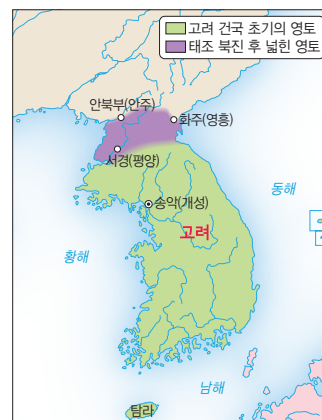 고려 건국 초기의 영토
태조 북진 후 넓힌 영토
안북부(안주)
화주(영흥)
서경(평양)
송악(개성)
동해
고려
황해
남해
탐라